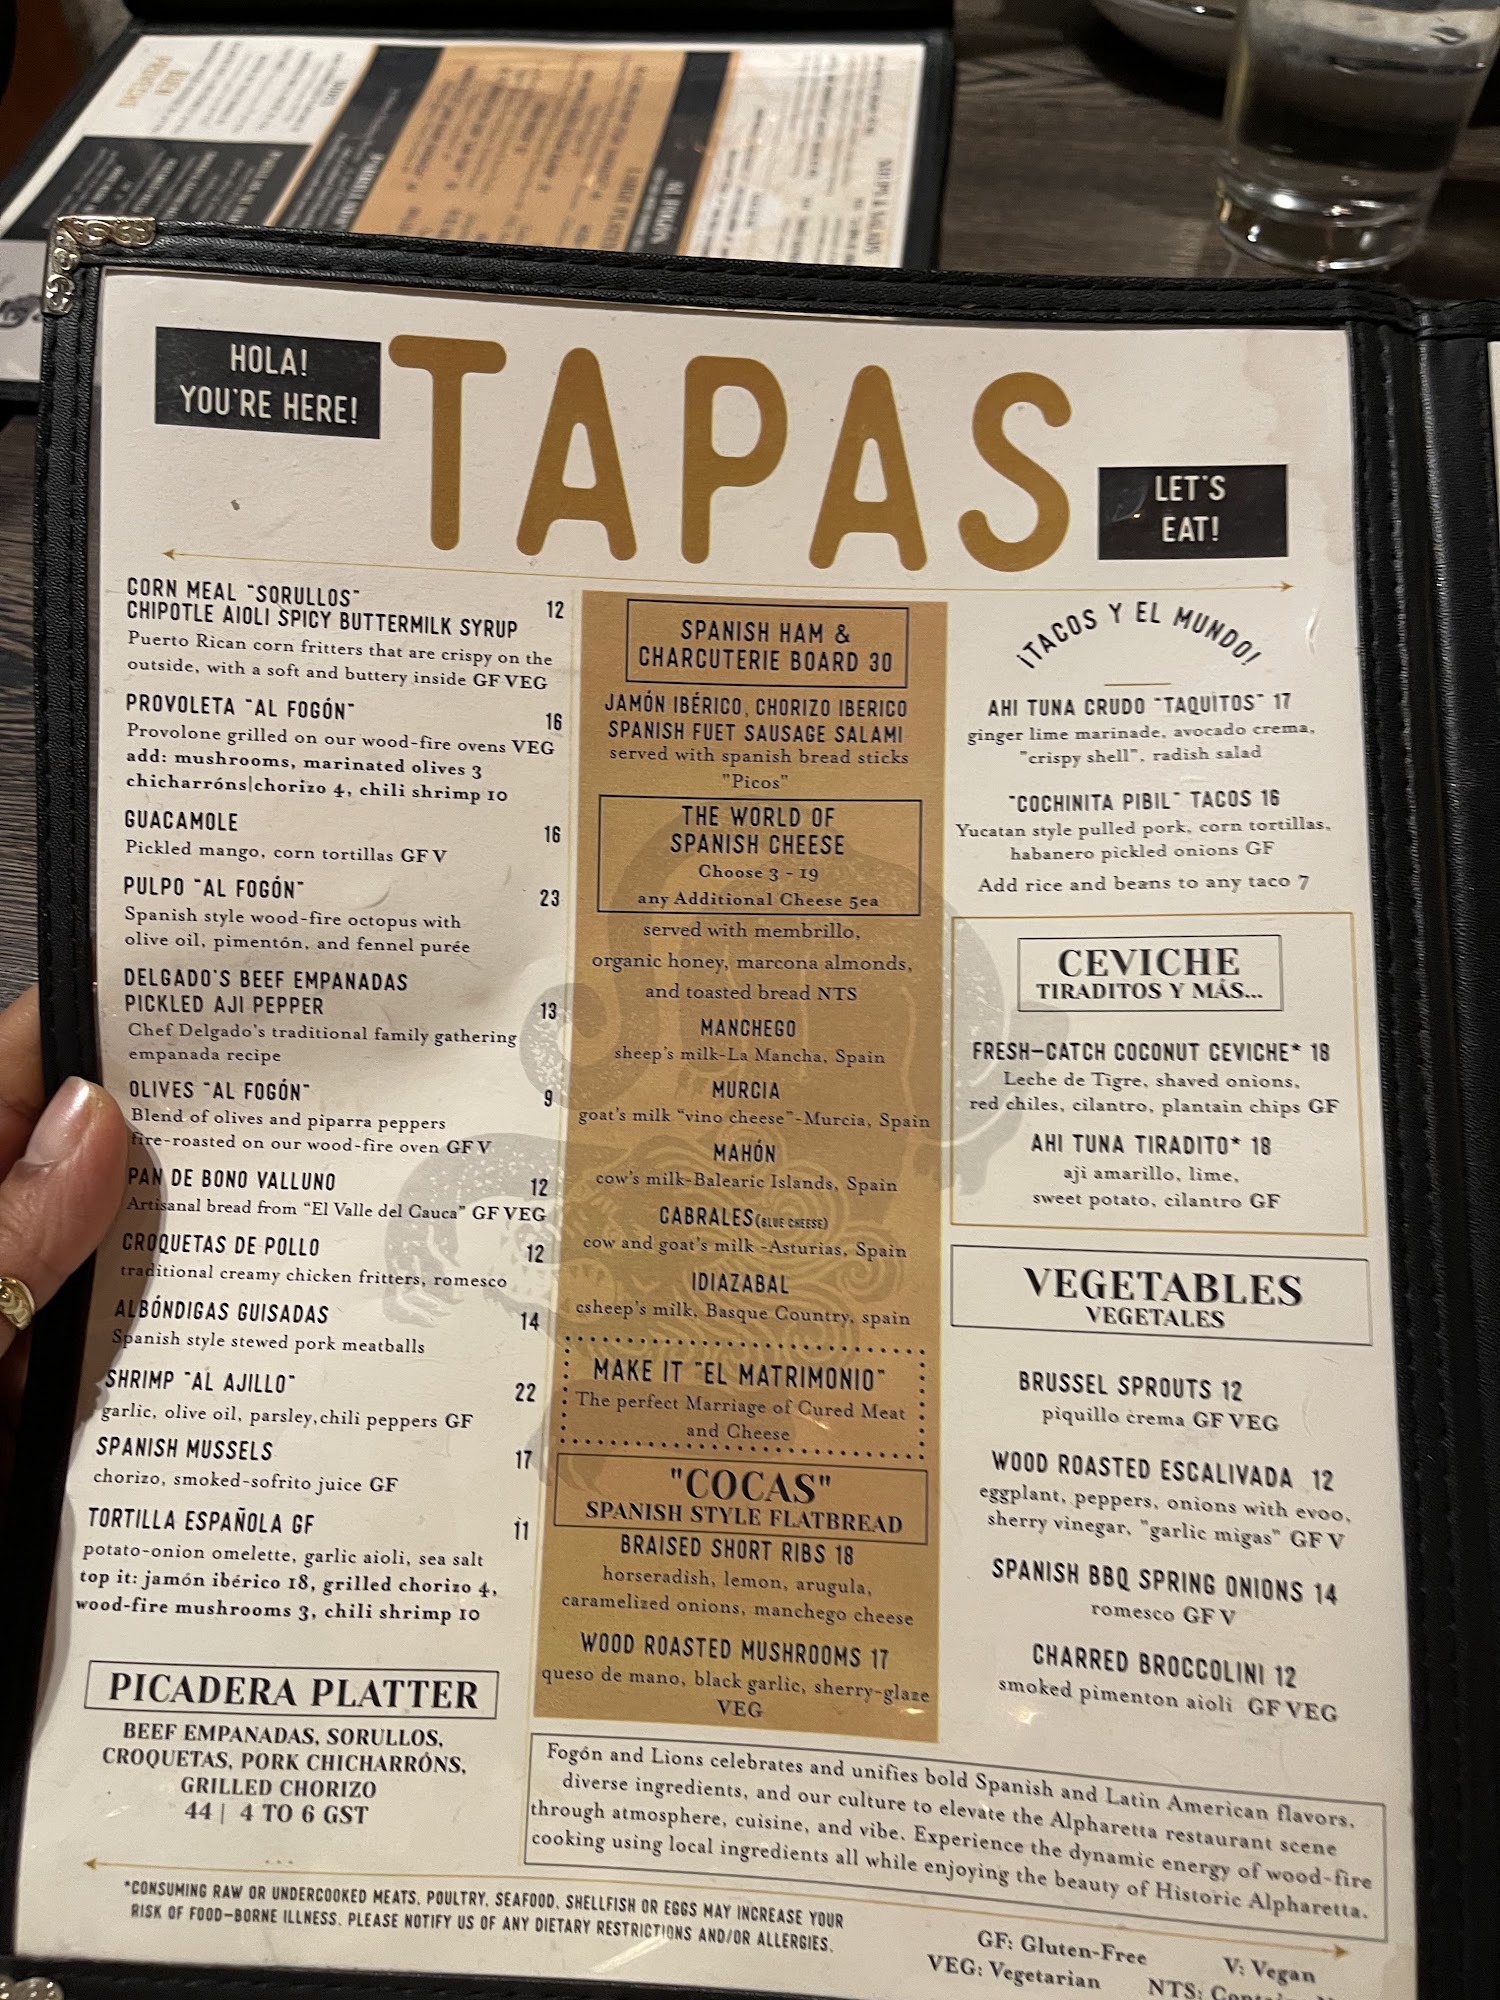 HOLA!
YOU'RE HERE!
TAPAS
LET'S
EAT!
CORN MEAL "SORULLOS"
CHIPOTLE AIOLI SPICY BUTTERMILK SYRUP 12
Puerto Rican corn fritters that are crispy on the
outside, with a soft and buttery inside GF VEG
PROVOLETA "AL FOGÓN" 16
Provolone grilled on our wood-fire ovens VEG
add: mushrooms, marinated olives 3
chicharróns|chorizo 4, chili shrimp 10
GUACAMOLE 16
Pickled mango, corn tortillas GF V
PULPO "AL FOGÓN" 23
Spanish style wood-fire octopus with
olive oil, pimentón, and fennel purée
DELGADO'S BEEF EMPANADAS
PICKLED AJI PEPPER 13
Chef Delgado's traditional family gathering
empanada recipe
OLIVES "AL FOGÓN" 9
Blend of olives and piparra peppers
fire-roasted on our wood-fire oven GF V
PAN DE BONO VALLUNO 12
Artisanal bread from "El Valle del Cauca" GF VEG
CROQUETAS DE POLLO 12
traditional creamy chicken fritters, romesco
ALBÓNDIGAS GUISADAS 14
Spanish style stewed pork meatballs
SHRIMP "AL AJILLO" 22
garlic, olive oil, parsley,chili peppers GF
SPANISH MUSSELS 17
chorizo, smoked-sofrito juice GF
TORTILLA ESPAÑOLA GF 11
potato-onion omelette, garlic aioli, sea salt
top it: jamón ibérico 18, grilled chorizo 4,
wood-fire mushrooms 3, chili shrimp 10
PICADERA PLATTER
BEEF EMPANADAS, SORULLOS,
CROQUETAS, PORK CHICHARRÓNS,
GRILLED CHORIZO
44 | 4 TO 6 GST
SPANISH HAM &
CHARCUTERIE BOARD 30
JAMÓN IBÉRICO, CHORIZO IBERICO
SPANISH FUET SAUSAGE SALAMI
served with spanish bread sticks
"Picos"
THE WORLD OF
SPANISH CHEESE
Choose 3 - 19
any Additional Cheese 5ea
served with membrillo,
organic honey, marcona almonds,
and toasted bread NTS
MANCHEGO
sheep's milk-La Mancha, Spain
MURCIA
goat's milk "vino cheese"-Murcia, Spain
MAHÓN
cow's milk-Balearic Islands, Spain
CABRALES(BLUE CHEESE)
cow and goat's milk -Asturias, Spain
IDIAZABAL
csheep's milk, Basque Country, spain
MAKE IT "EL MATRIMONIO"
The perfect Marriage of Cured Meat
and Cheese
"COCAS"
SPANISH STYLE FLATBREAD
BRAISED SHORT RIBS 18
horseradish, lemon, arugula,
caramelized onions, manchego cheese
WOOD ROASTED MUSHROOMS 17
queso de mano, black garlic, sherry-glaze
VEG
¡TACOS Y EL MUNDO!
AHI TUNA CRUDO "TAQUITOS" 17
ginger lime marinade, avocado crema,
"crispy shell", radish salad
"COCHINITA PIBIL" TACOS 16
Yucatan style pulled pork, corn tortillas,
habanero pickled onions GF
Add rice and beans to any taco 7
CEVICHE
TIRADITOS Y MÁS...
FRESH-CATCH COCONUT CEVICHE* 18
Leche de Tigre, shaved onions,
red chiles, cilantro, plantain chips GF
AHI TUNA TIRADITO* 18
aji amarillo, lime,
sweet potato, cilantro GF
VEGETABLES
VEGETALES
BRUSSEL SPROUTS 12
piquillo crema GF VEG
WOOD ROASTED ESCALIVADA 12
eggplant, peppers, onions with evoo,
sherry vinegar, "garlic migas" GF V
SPANISH BBQ SPRING ONIONS 14
romesco GF V
CHARRED BROCCOLINI 12
smoked pimenton aioli GF VEG
Fogón and Lions celebrates and unifies bold Spanish and Latin American flavors,
diverse ingredients, and our culture to elevate the Alpharetta restaurant scene
through atmosphere, cuisine, and vibe. Experience the dynamic energy of wood-fire
cooking using local ingredients all while enjoying the beauty of Historic Alpharetta.
*CONSUMING RAW OR UNDERCOOKED MEATS, POULTRY, SEAFOOD, SHELLFISH OR EGGS MAY INCREASE YOUR
RISK OF FOOD-BORNE ILLNESS. PLEASE NOTIFY US OF ANY DIETARY RESTRICTIONS AND/OR ALLERGIES.
GF: Gluten-Free V: Vegan
VEG: Vegetarian NTS: